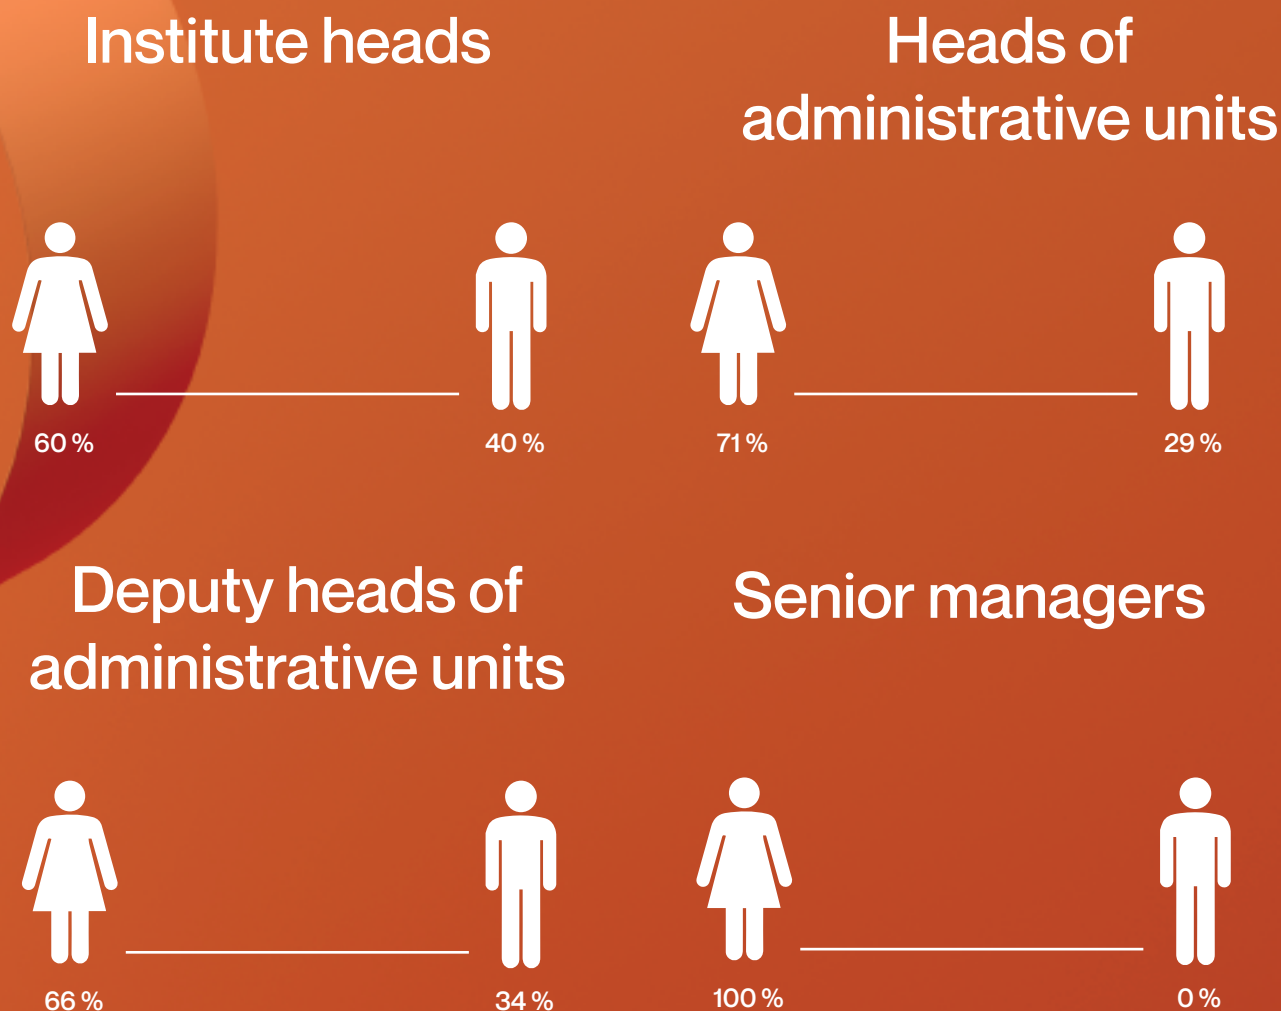 Institute heads
Heads of
administrative units
60 %
40 %
71 %
29 %
Deputy heads of
administrative units
Senior managers
66 %
34 %
100 %
0 %